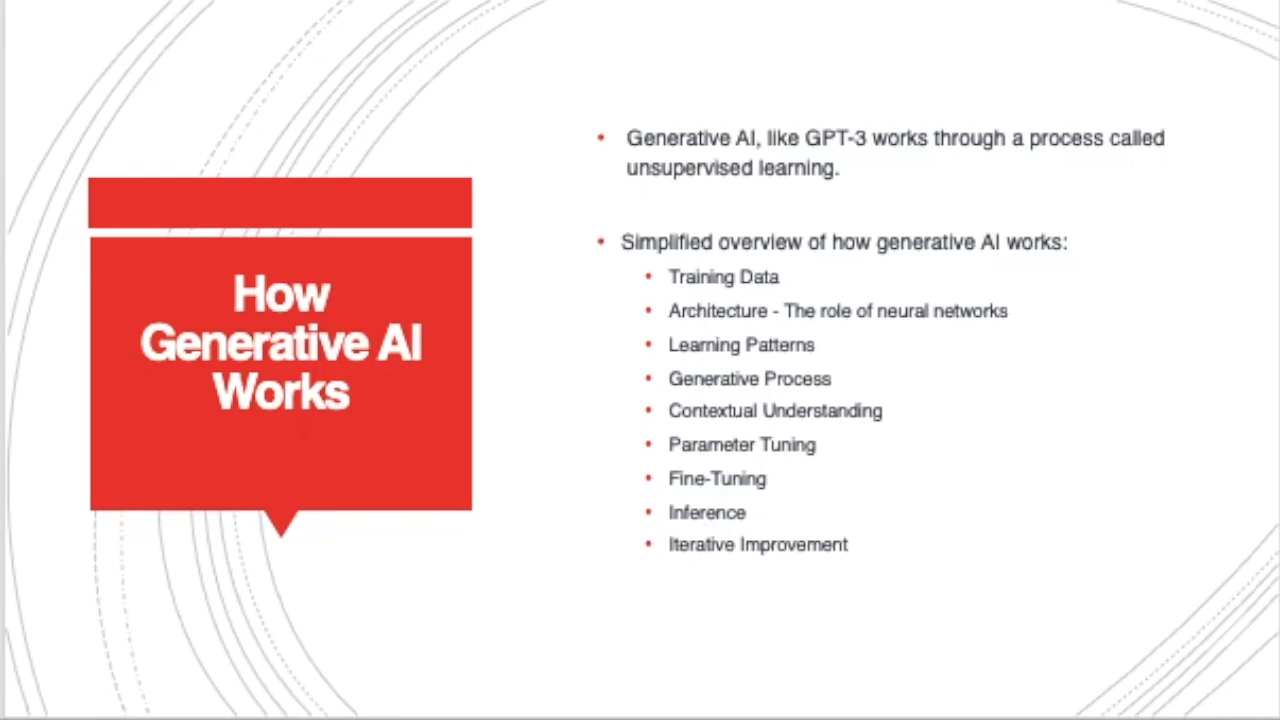 How
Generative AI
Works
• Generative AI, like GPT-3 works through a process called
unsupervised learning.
• Simplified overview of how generative AI works:
• Training Data
• Architecture - The role of neural networks
• Learning Patterns
• Generative Process
• Contextual Understanding
• Parameter Tuning
• Fine-Tuning
• Inference
• Iterative Improvement